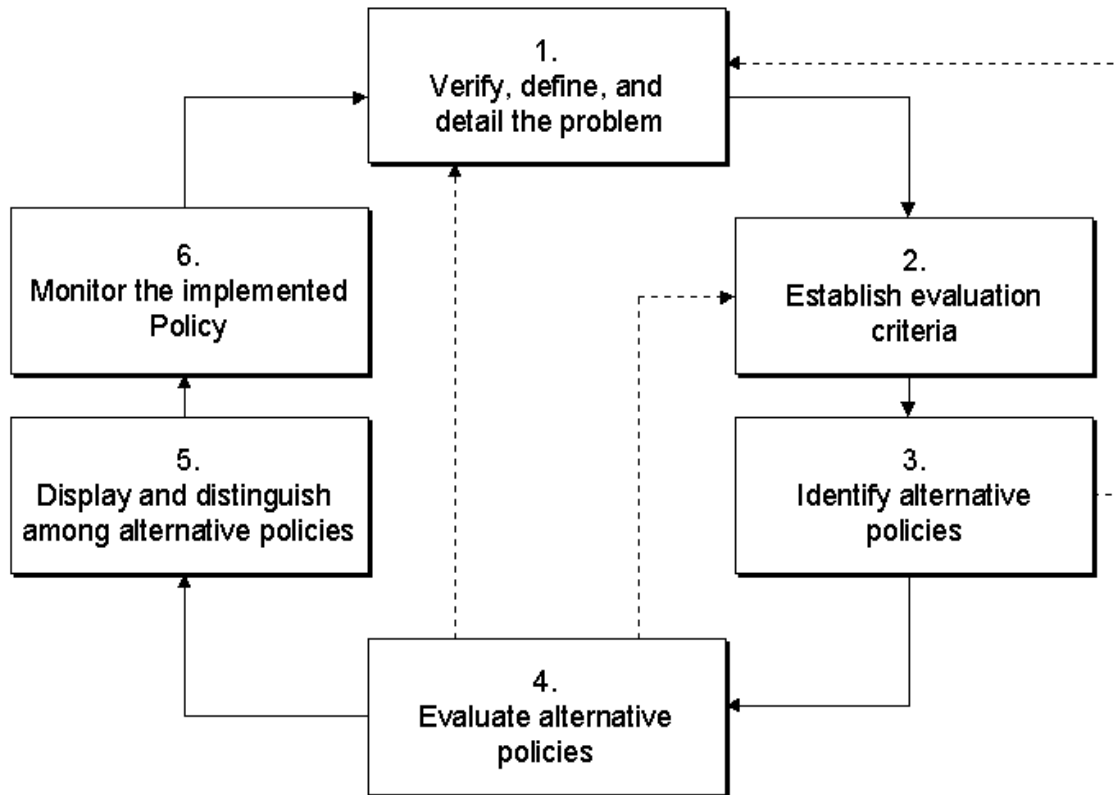 1.
Verify, define, and
detail the problem
2.
Establish evaluation
criteria
3.
Identify alternative
policies
4.
Evaluate alternative
policies
5.
Display and distinguish
among alternative policies
6.
Monitor the implemented
Policy